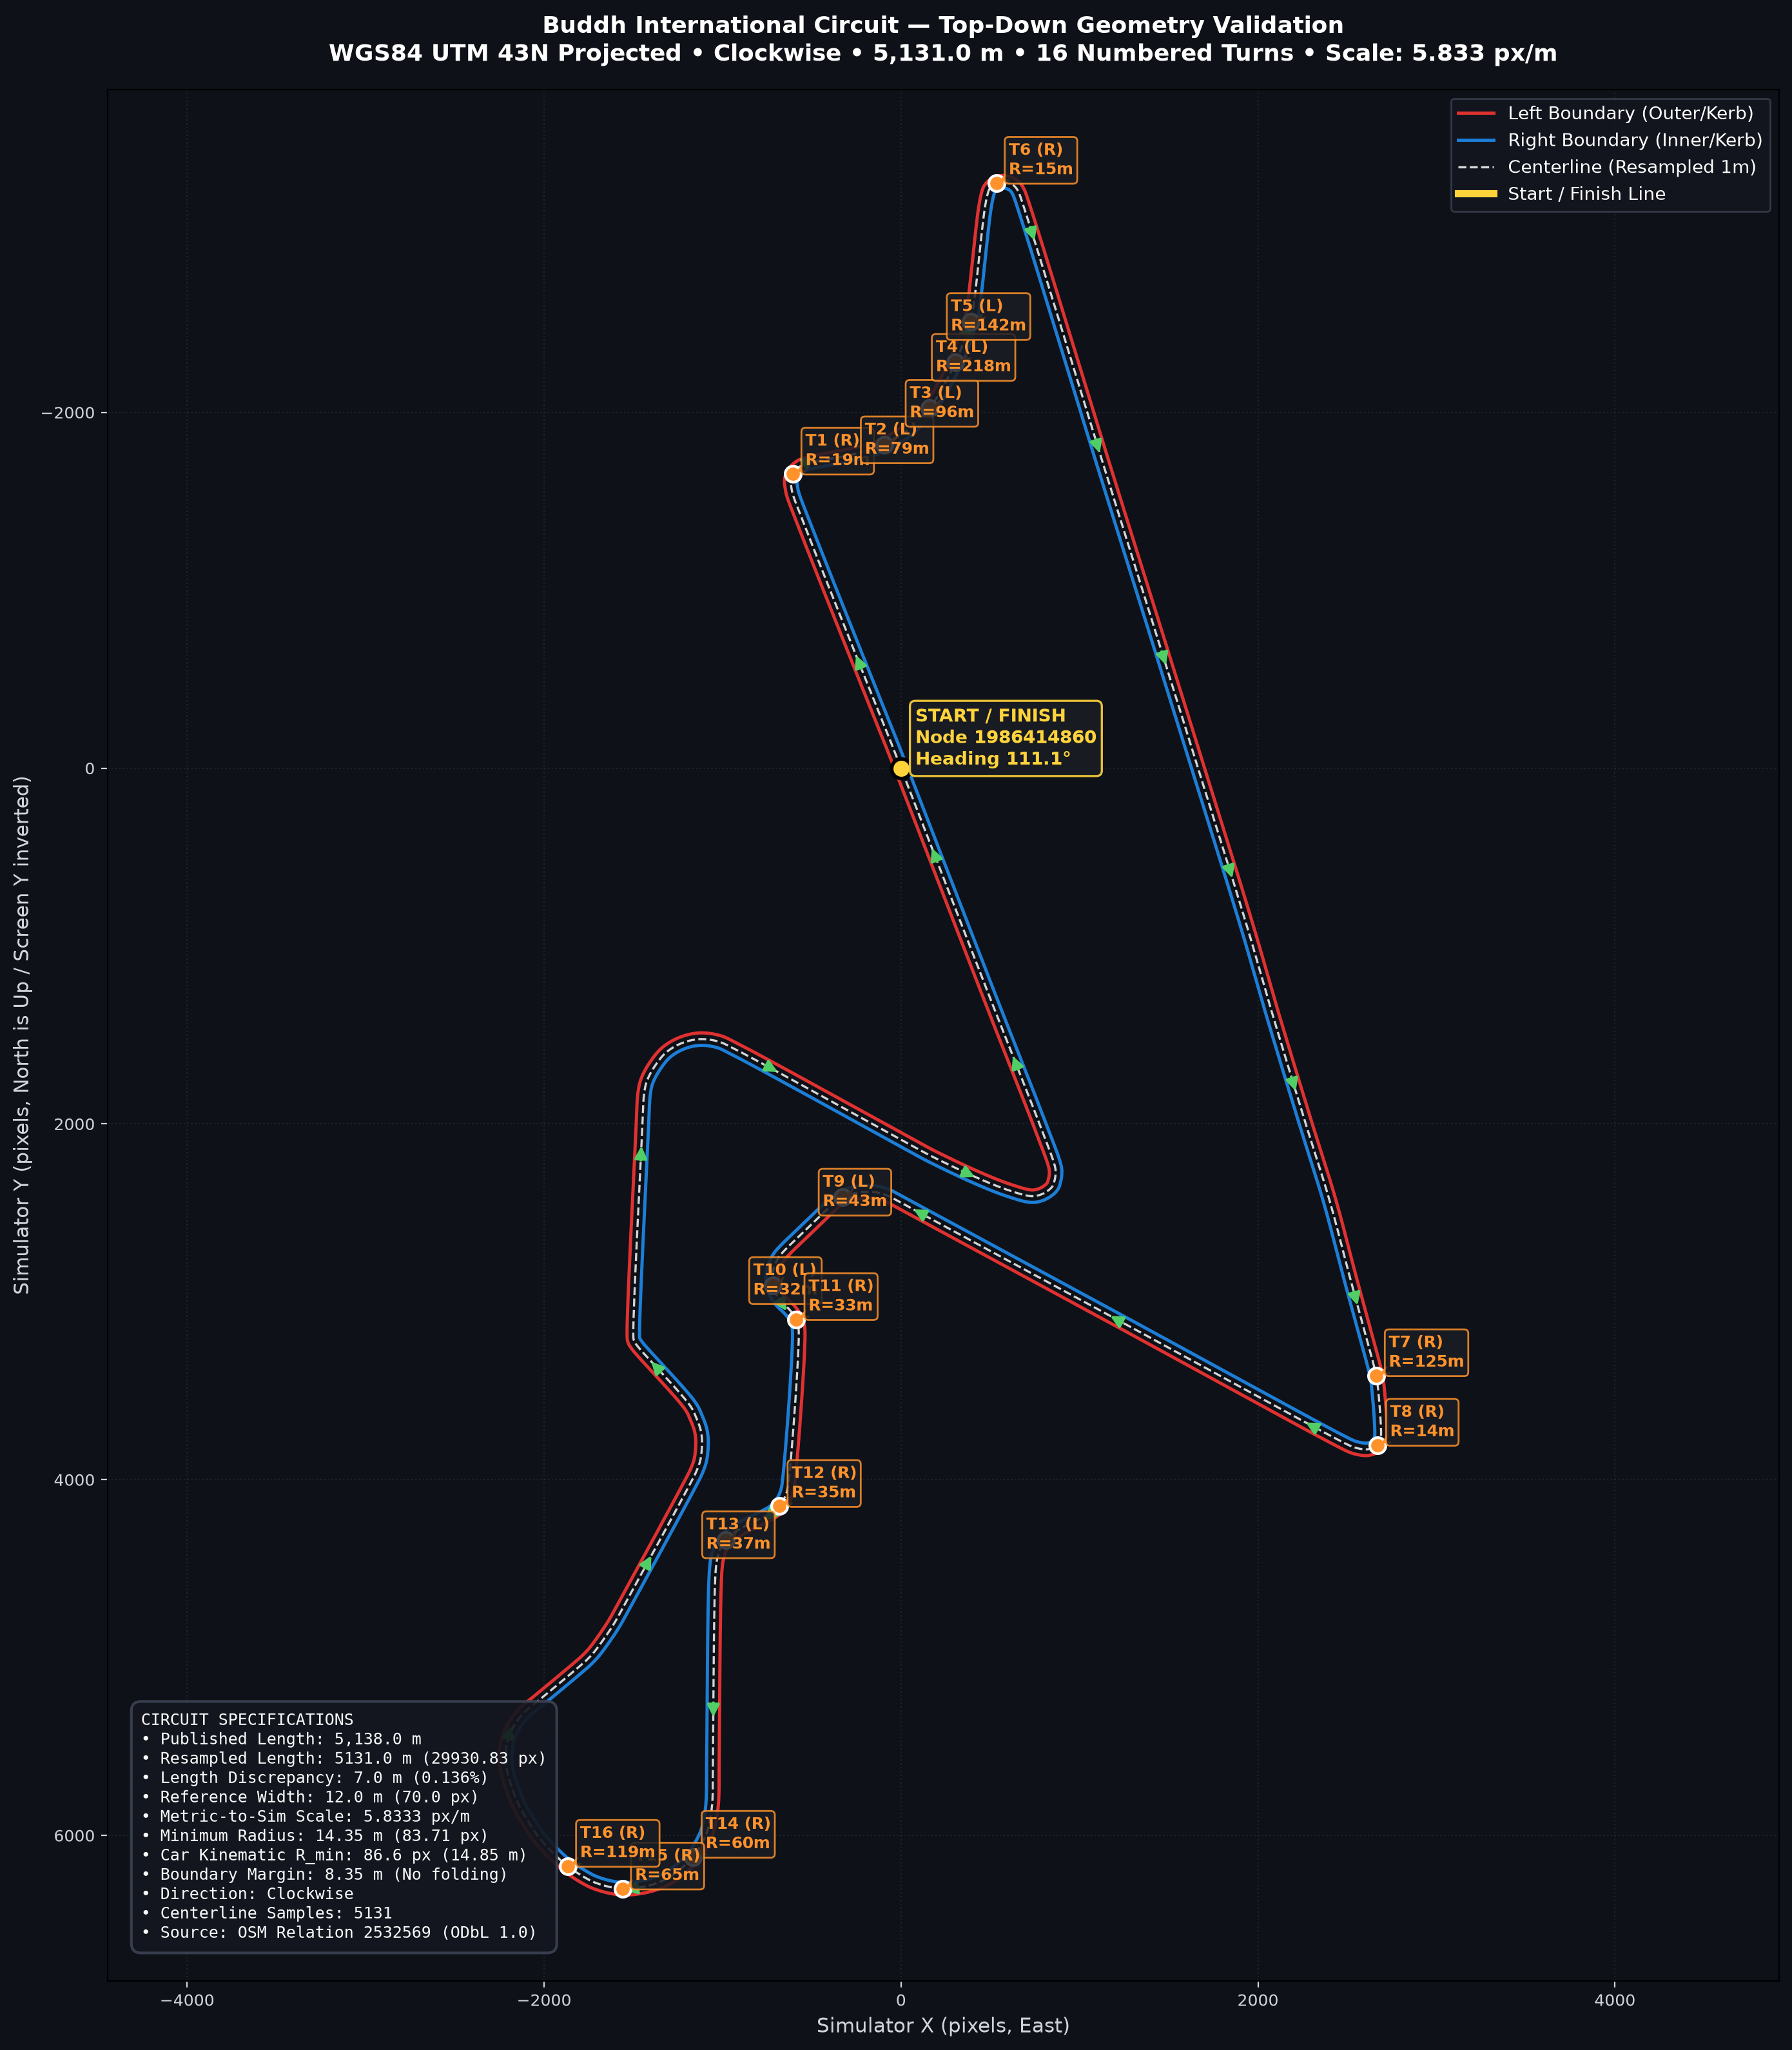 Buddh International Circuit — Top-Down Geometry Validation
WGS84 UTM 43N Projected • Clockwise • 5,131.0 m • 16 Numbered Turns • Scale: 5.833 px/m
Left Boundary (Outer/Kerb)
Right Boundary (Inner/Kerb)
Centerline (Resampled 1m)
Start / Finish Line
T6 (R)
R=15m
T5 (L)
R=142m
T4 (L)
R=218m
T3 (L)
R=96m
T2 (L)
R=79m
T1 (R)
R=19m
START / FINISH
Node 1986414860
Heading 111.1°
T9 (L)
R=43m
T10 (L)
R=32m
T11 (R)
R=33m
T7 (R)
R=125m
T8 (R)
R=14m
T12 (R)
R=35m
T13 (L)
R=37m
T14 (R)
R=60m
T16 (R)
R=119m
5 (R)
R=65m
CIRCUIT SPECIFICATIONS
• Published Length: 5,138.0 m
• Resampled Length: 5131.0 m (29930.83 px)
• Length Discrepancy: 7.0 m (0.136%)
• Reference Width: 12.0 m (70.0 px)
• Metric-to-Sim Scale: 5.8333 px/m
• Minimum Radius: 14.35 m (83.71 px)
• Car Kinematic R_min: 86.6 px (14.85 m)
• Boundary Margin: 8.35 m (No folding)
• Direction: Clockwise
• Centerline Samples: 5131
• Source: OSM Relation 2532569 (ODbL 1.0)
−2000
0
2000
4000
6000
Simulator Y (pixels, North is Up / Screen Y inverted)
−4000
−2000
0
2000
4000
Simulator X (pixels, East)